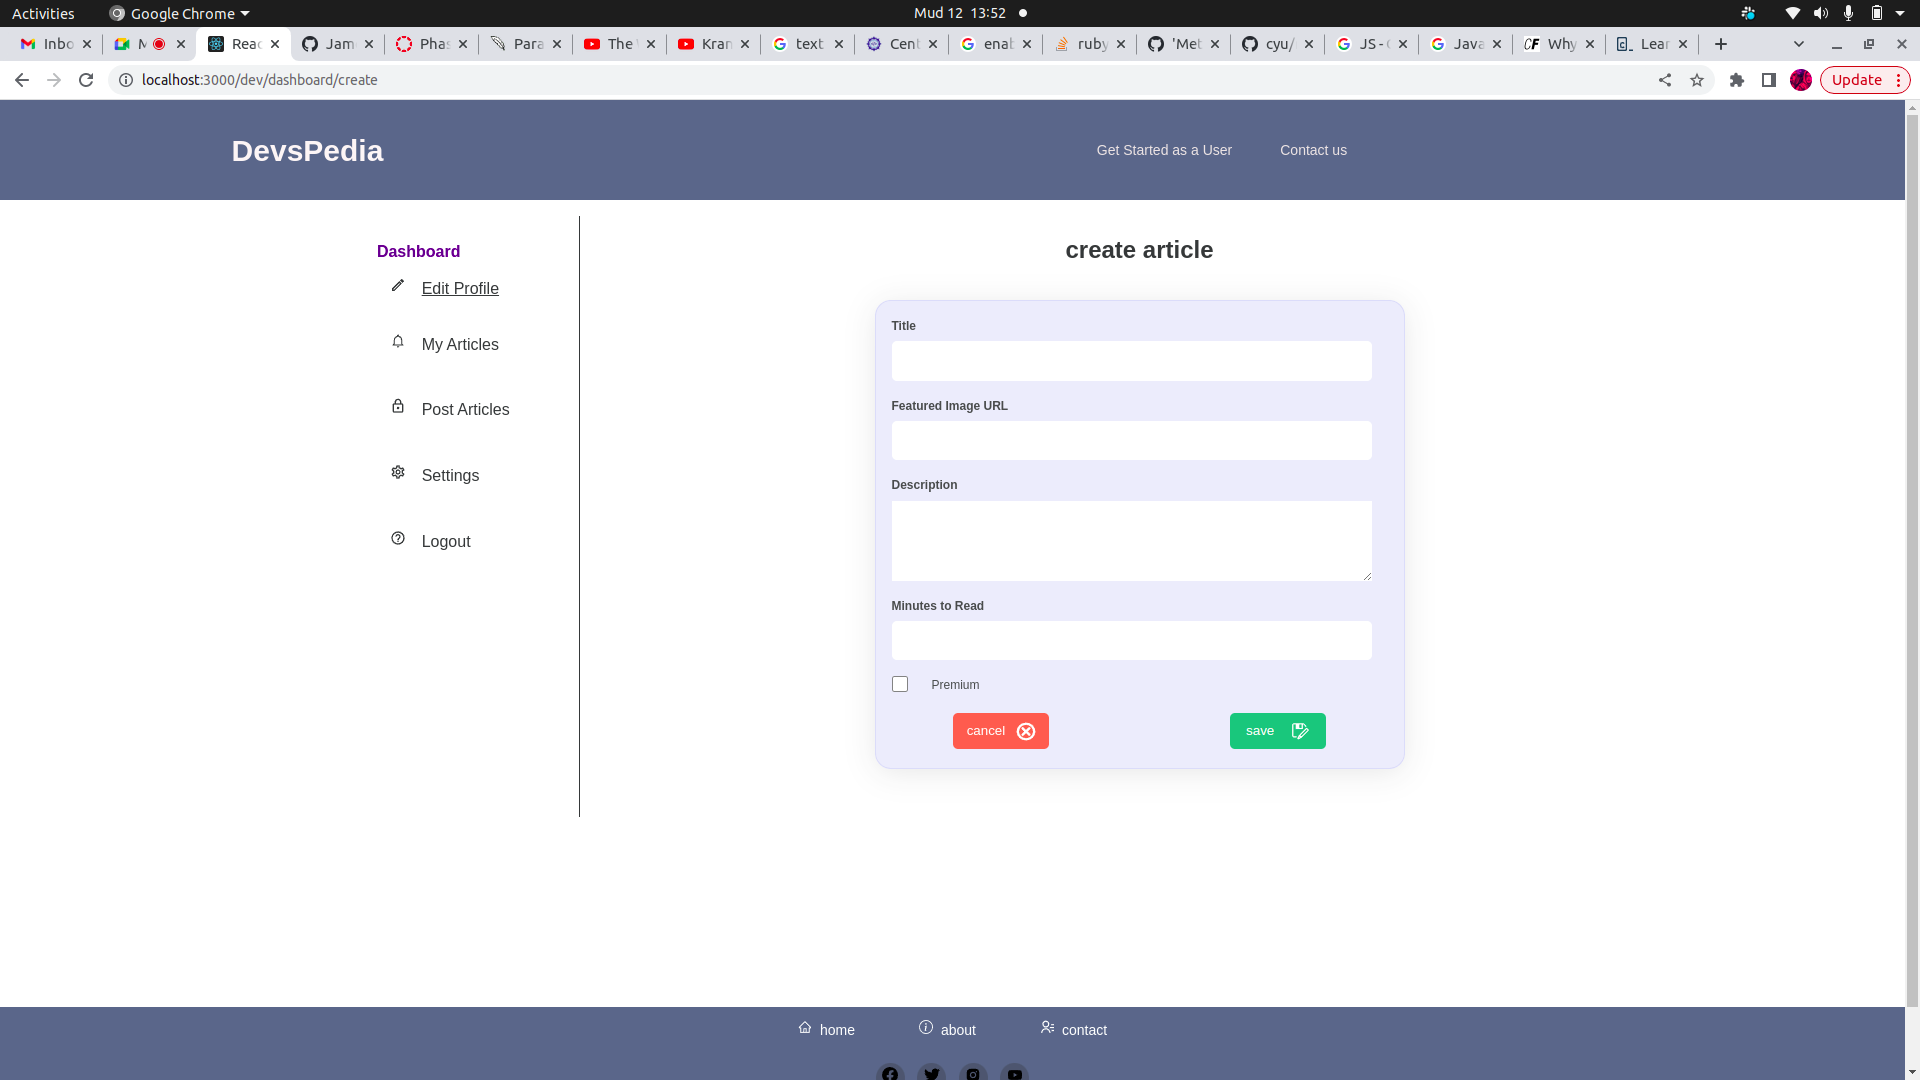 Activities Google Chrome Mud 12 13:52
Inbo M Reac Jam Phas Para The Kran text Cent enab ruby 'Met cyu/ JS - Java CF Why Lear
localhost:3000/dev/dashboard/create Update
DevsPedia Get Started as a User Contact us
Dashboard
Edit Profile
My Articles
Post Articles
Settings
Logout
create article
Title
Featured Image URL
Description
Minutes to Read
Premium
cancel save
home about contact